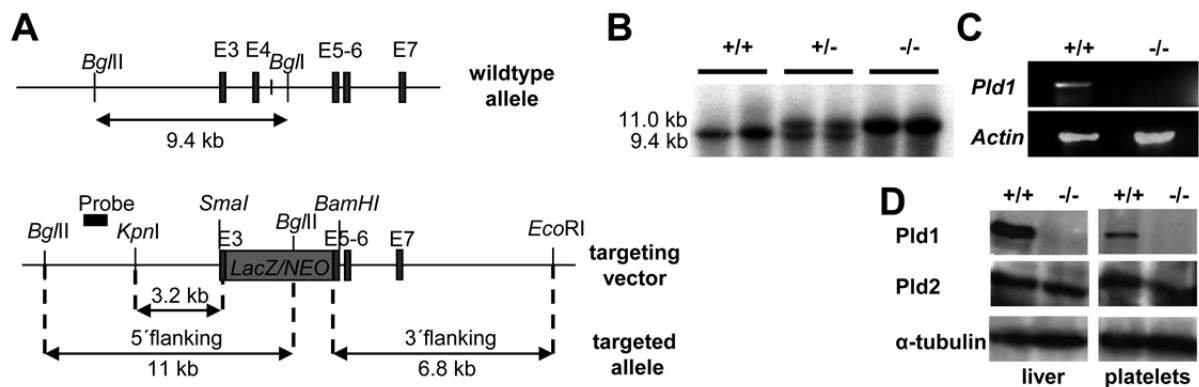 A
E3 E4 E5-6 E7
BglII BglI
wildtype
allele
9.4 kb
Probe
SmaI BamHI
BglII KpnI E3 BglII E5-6 E7 EcoRI
LacZ/NEO
targeting
vector
3.2 kb
5´flanking 3´flanking
11 kb 6.8 kb
targeted
allele
B
+/+ +/- -/-
11.0 kb
9.4 kb
C
+/+ -/-
Pld1
Actin
D
+/+ -/- +/+ -/-
Pld1
Pld2
α-tubulin
liver platelets